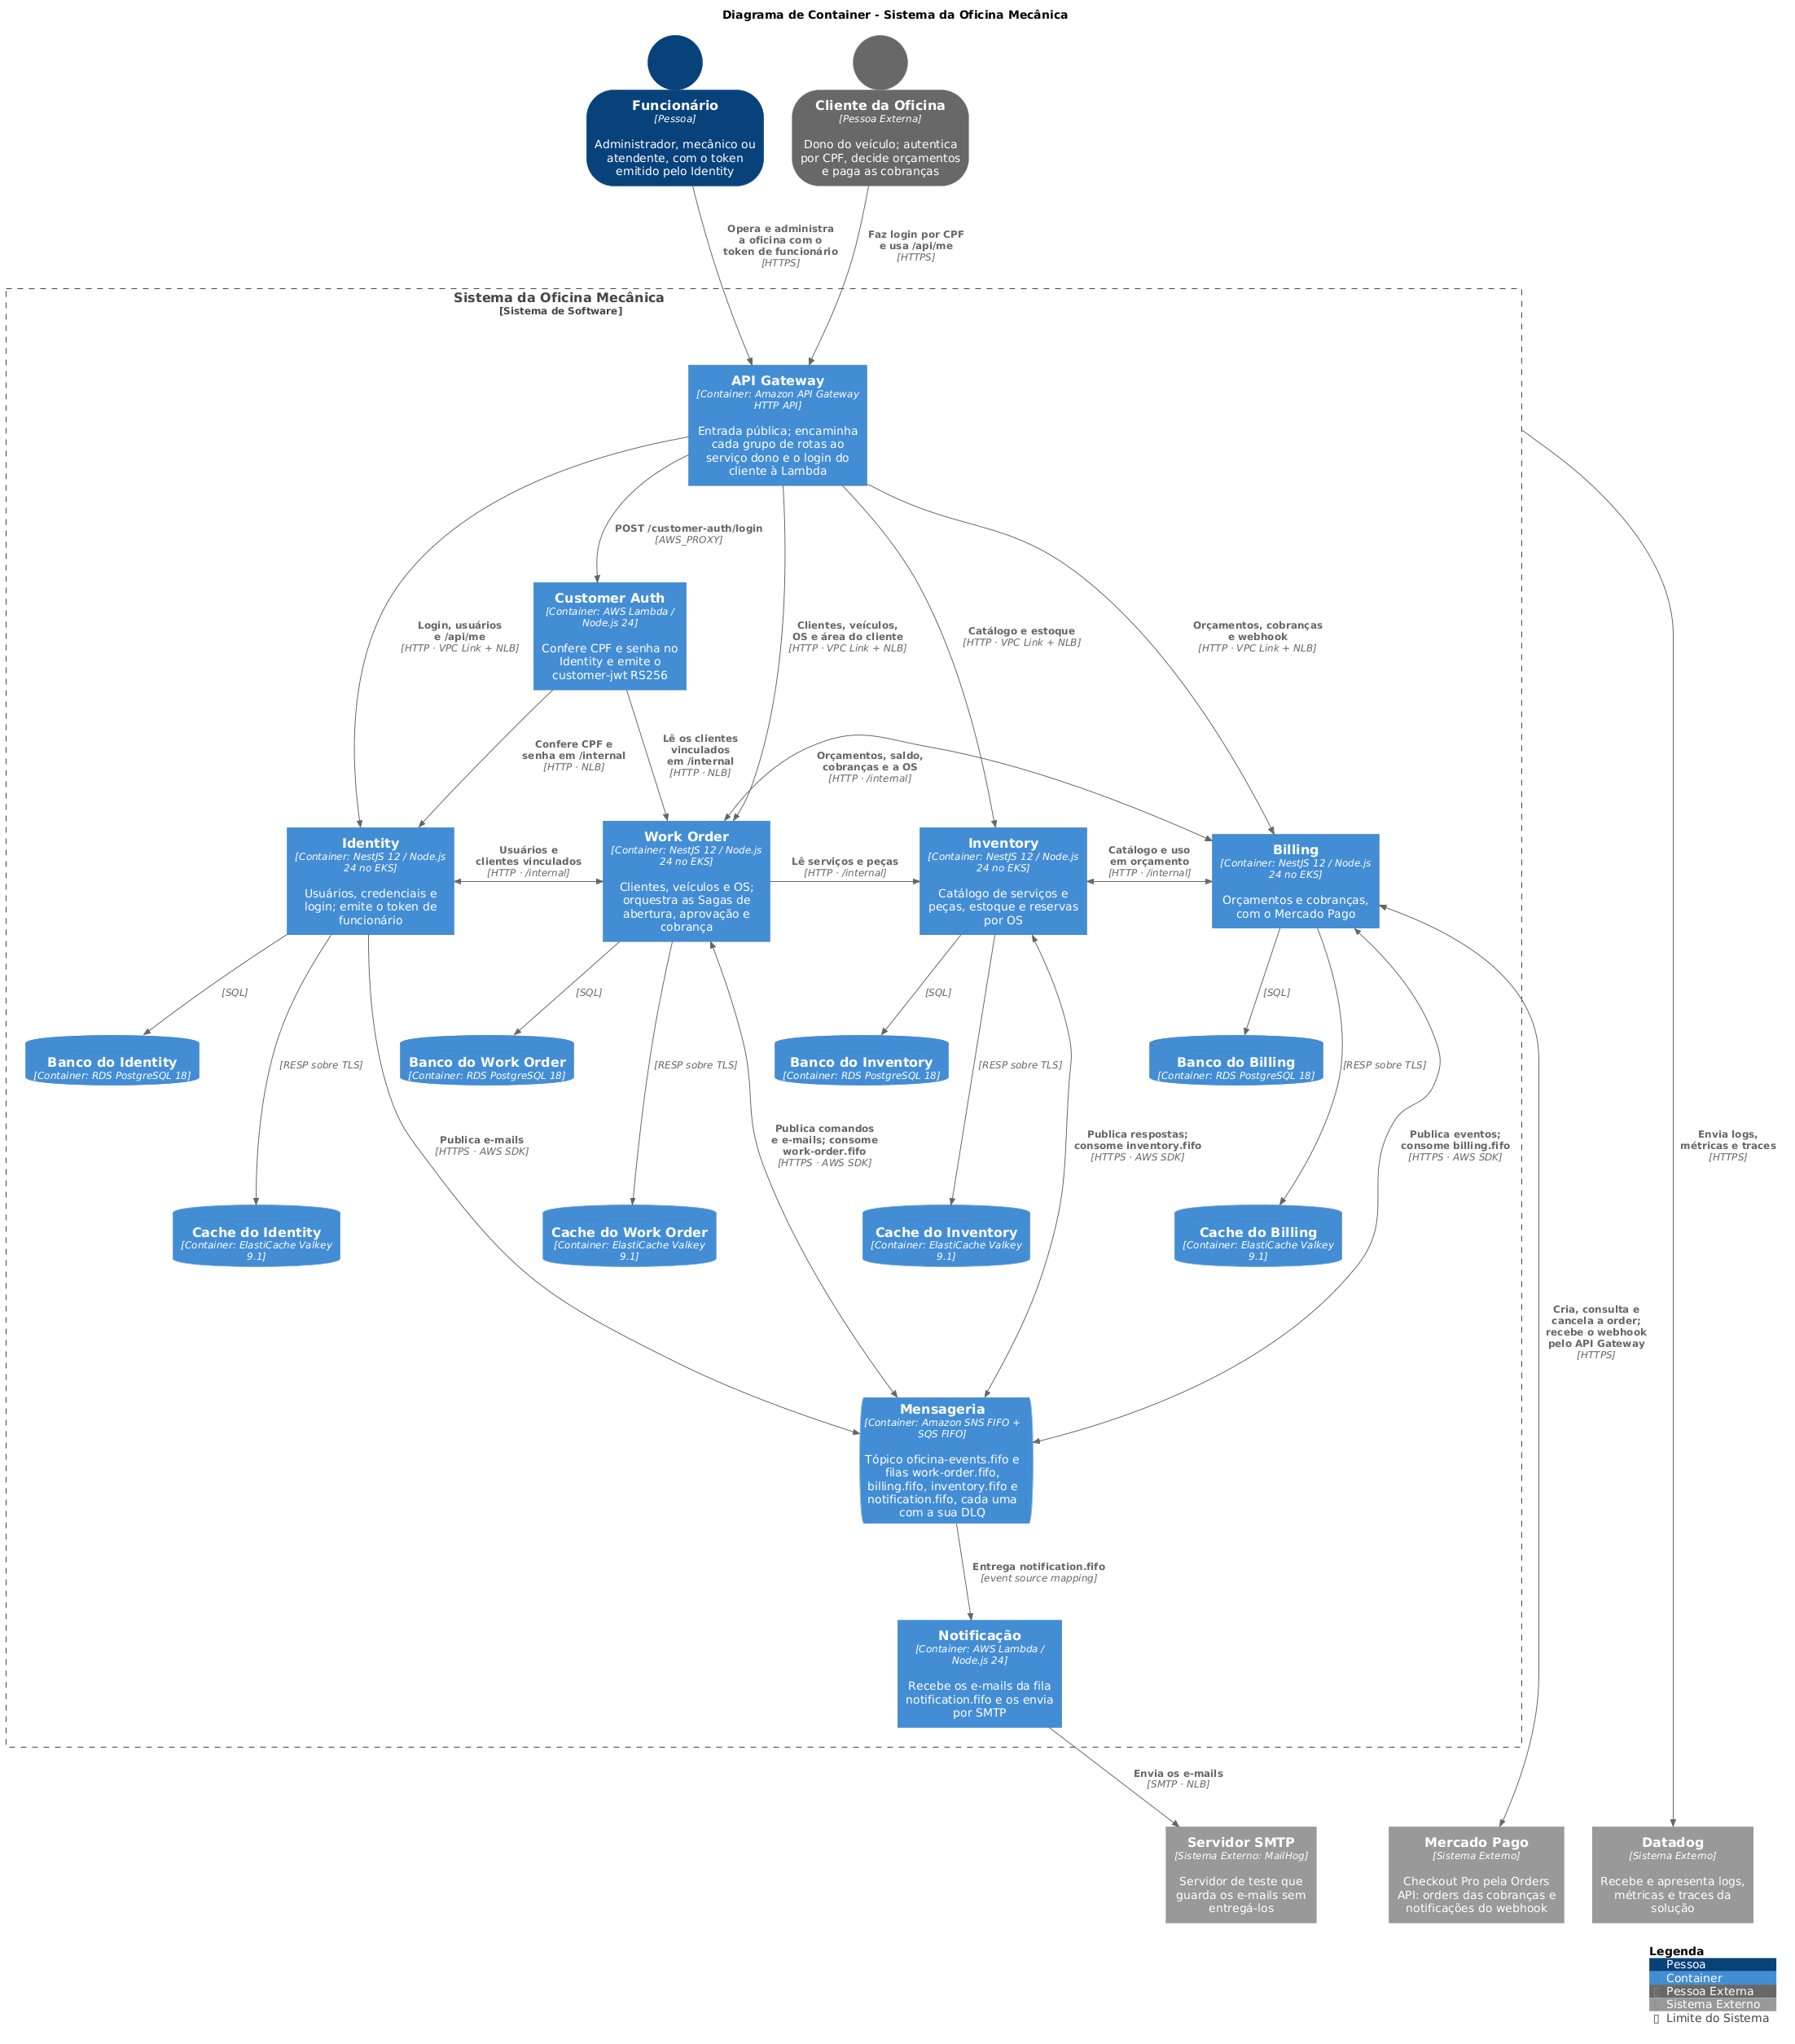 Diagrama de Container - Sistema da Oficina Mecânica
Funcionário
[Pessoa]
Administrador, mecânico ou
atendente, com o token
emitido pelo Identity
Cliente da Oficina
[Pessoa Externa]
Dono do veículo; autentica
por CPF, decide orçamentos
e paga as cobranças
Opera e administra
a oficina com o
token de funcionário
[HTTPS]
Faz login por CPF
e usa /api/me
[HTTPS]
Sistema da Oficina Mecânica
[Sistema de Software]
API Gateway
[Container: Amazon API Gateway
HTTP API]
Entrada pública; encaminha
cada grupo de rotas ao
serviço dono e o login do
cliente à Lambda
POST /customer-auth/login
[AWS_PROXY]
Customer Auth
[Container: AWS Lambda /
Node.js 24]
Confere CPF e senha no
Identity e emite o
customer-jwt RS256
Login, usuários
e /api/me
[HTTP · VPC Link + NLB]
Clientes, veículos,
OS e área do cliente
[HTTP · VPC Link + NLB]
Catálogo e estoque
[HTTP · VPC Link + NLB]
Orçamentos, cobranças
e webhook
[HTTP · VPC Link + NLB]
Confere CPF e
senha em /internal
[HTTP · NLB]
Lê os clientes
vinculados
em /internal
[HTTP · NLB]
Orçamentos, saldo,
cobranças e a OS
[HTTP · /internal]
Identity
[Container: NestJS 12 / Node.js
24 no EKS]
Usuários, credenciais e
login; emite o token de
funcionário
Usuários e
clientes vinculados
[HTTP · /internal]
Work Order
[Container: NestJS 12 / Node.js
24 no EKS]
Clientes, veículos e OS;
orquestra as Sagas de
abertura, aprovação e
cobrança
Lê serviços e peças
[HTTP · /internal]
Inventory
[Container: NestJS 12 / Node.js
24 no EKS]
Catálogo de serviços e
peças, estoque e reservas
por OS
Catálogo e uso
em orçamento
[HTTP · /internal]
Billing
[Container: NestJS 12 / Node.js
24 no EKS]
Orçamentos e cobranças,
com o Mercado Pago
[SQL]
[SQL]
[SQL]
[SQL]
Banco do Identity
[Container: RDS PostgreSQL 18]
[RESP sobre TLS]
Banco do Work Order
[Container: RDS PostgreSQL 18]
[RESP sobre TLS]
Banco do Inventory
[Container: RDS PostgreSQL 18]
[RESP sobre TLS]
Banco do Billing
[Container: RDS PostgreSQL 18]
[RESP sobre TLS]
Publica e-mails
[HTTPS · AWS SDK]
Publica comandos
e e-mails; consome
work-order.fifo
[HTTPS · AWS SDK]
Publica respostas;
consome inventory.fifo
[HTTPS · AWS SDK]
Publica eventos;
consome billing.fifo
[HTTPS · AWS SDK]
Envia logs,
métricas e traces
[HTTPS]
Cache do Identity
[Container: ElastiCache Valkey
9.1]
Cache do Work Order
[Container: ElastiCache Valkey
9.1]
Cache do Inventory
[Container: ElastiCache Valkey
9.1]
Cache do Billing
[Container: ElastiCache Valkey
9.1]
Cria, consulta e
cancela a order;
recebe o webhook
pelo API Gateway
[HTTPS]
Mensageria
[Container: Amazon SNS FIFO +
SQS FIFO]
Tópico oficina-events.fifo e
filas work-order.fifo,
billing.fifo, inventory.fifo e
notification.fifo, cada uma
com a sua DLQ
Entrega notification.fifo
[event source mapping]
Notificação
[Container: AWS Lambda /
Node.js 24]
Recebe os e-mails da fila
notification.fifo e os envia
por SMTP
Envia os e-mails
[SMTP · NLB]
Servidor SMTP
[Sistema Externo: MailHog]
Servidor de teste que
guarda os e-mails sem
entregá-los
Mercado Pago
[Sistema Externo]
Checkout Pro pela Orders
API: orders das cobranças e
notificações do webhook
Datadog
[Sistema Externo]
Recebe e apresenta logs,
métricas e traces da
solução
Legenda
Pessoa
Container
Pessoa Externa
Sistema Externo
Limite do Sistema